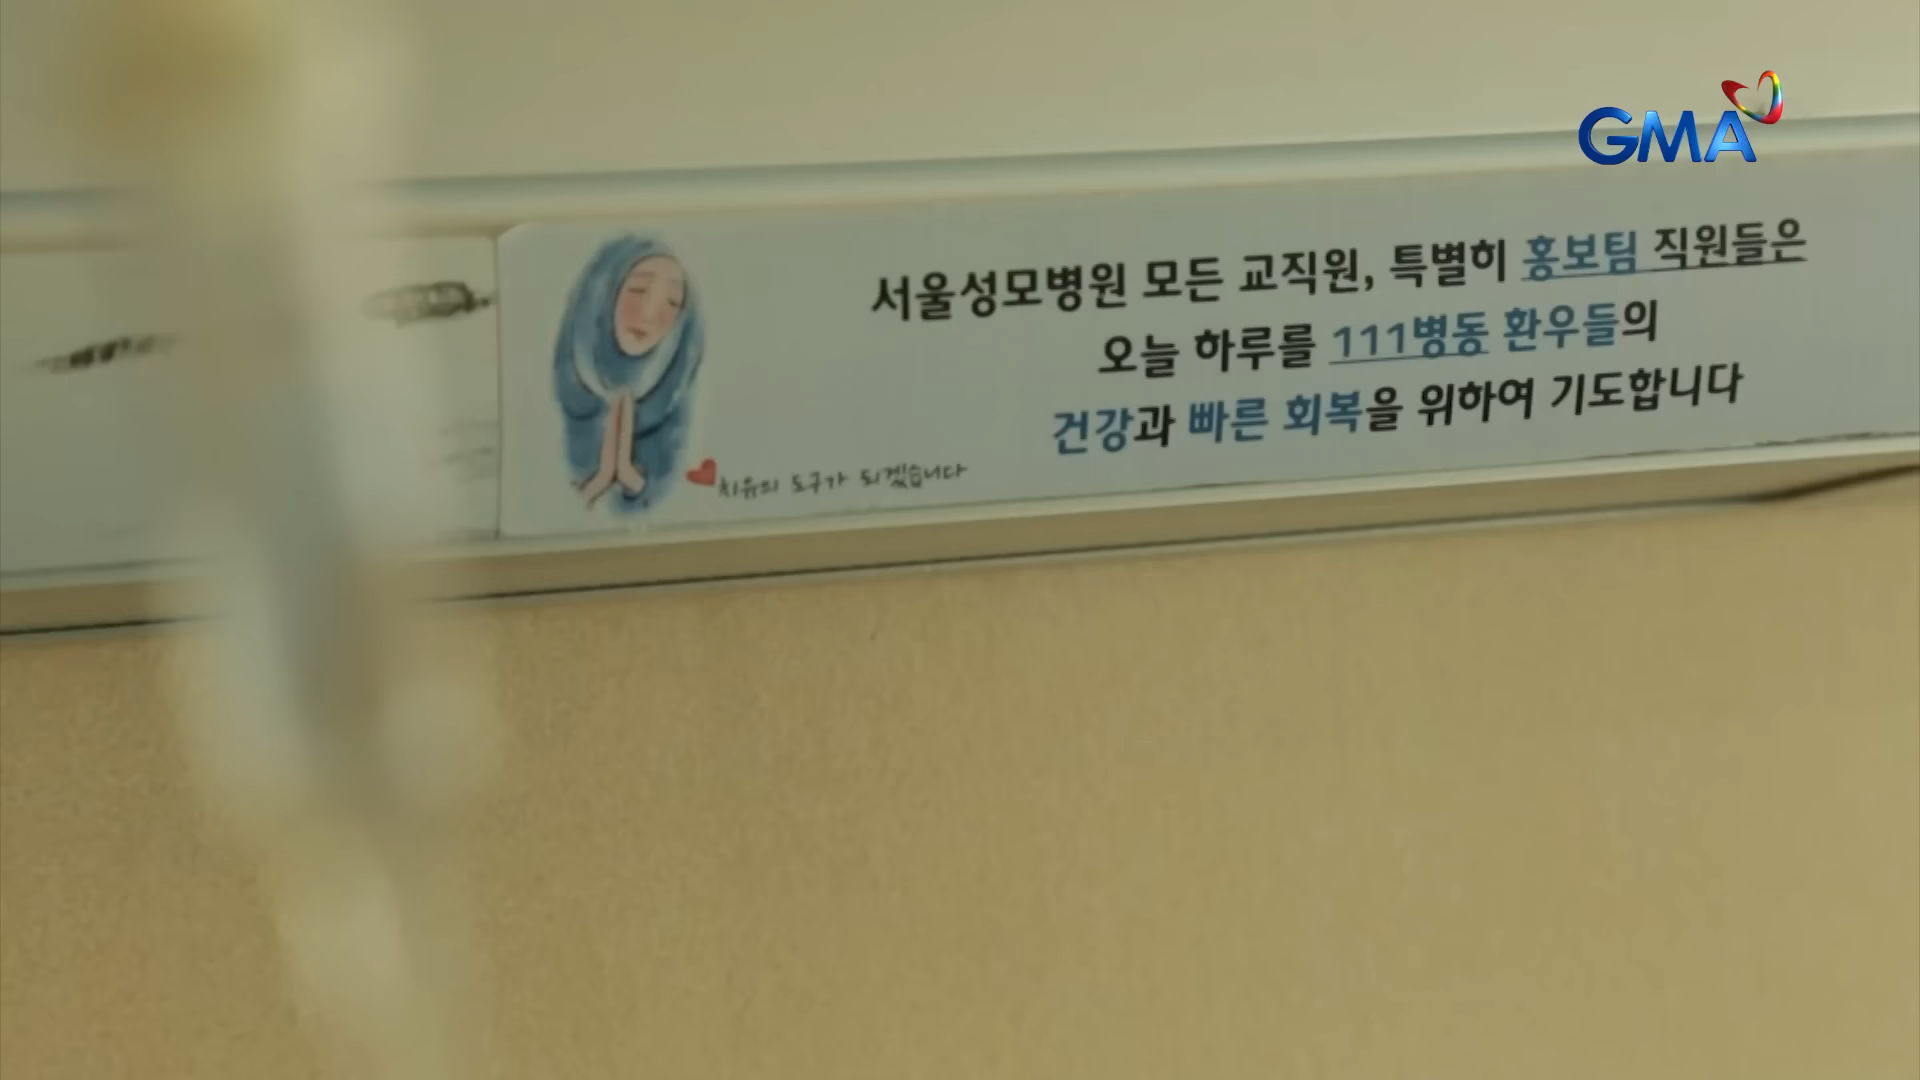 GMA
서울성모병원 모든 교직원, 특별히 홍보팀 직원들은
오늘 하루를 111병동 환우들의
건강과 빠른 회복을 위하여 기도합니다
치유의 도구가 되겠습니다